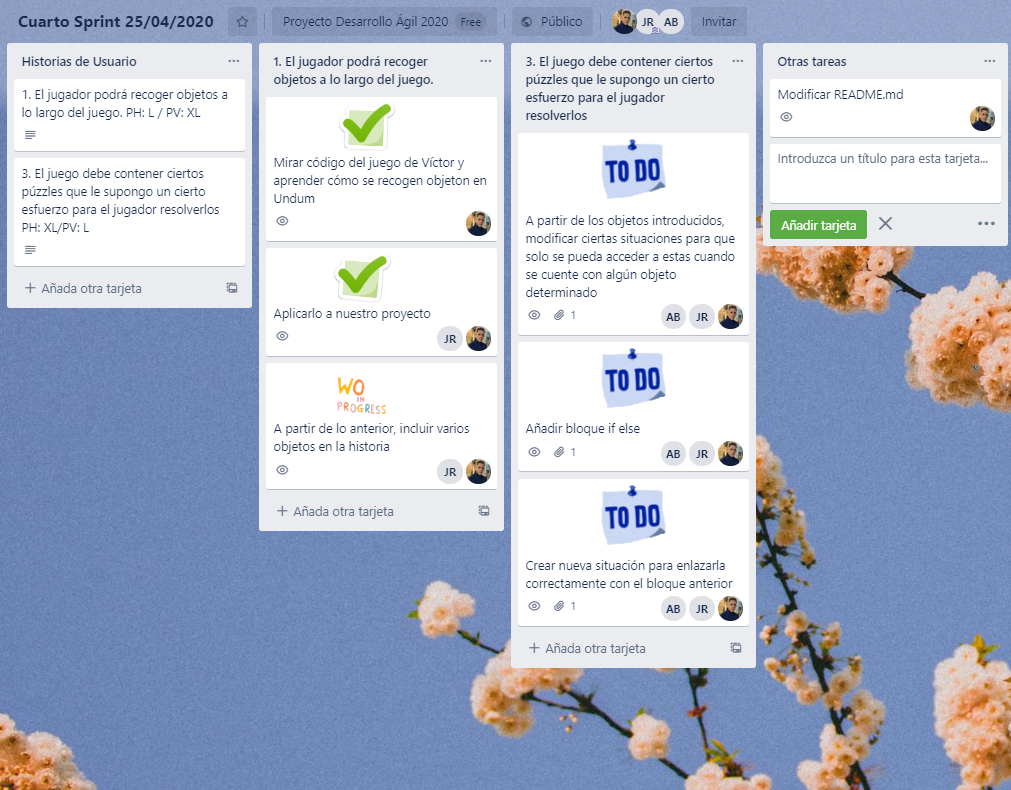 Cuarto Sprint 25/04/2020
Proyecto Desarrollo Ágil 2020 Free
Público
JR
AB
Invitar
Historias de Usuario
1. El jugador podrá recoger objetos a
lo largo del juego. PH: L / PV: XL
3. El juego debe contener ciertos
púzzles que le supongo un cierto
esfuerzo para el jugador resolverlos
PH: XL/PV: L
+ Añada otra tarjeta
1. El jugador podrá recoger
objetos a lo largo del juego.
Mirar código del juego de Víctor y
aprender cómo se recogen objeton en
Undum
Aplicarlo a nuestro proyecto
JR
WO
IN
PROGRESS
A partir de lo anterior, incluir varios
objetos en la historia
JR
+ Añada otra tarjeta
3. El juego debe contener ciertos
púzzles que le supongo un cierto
esfuerzo para el jugador
resolverlos
TO DO
A partir de los objetos introducidos,
modificar ciertas situaciones para que
solo se pueda acceder a estas cuando
se cuente con algún objeto
determinado
1 AB JR
TO DO
Añadir bloque if else
1 AB JR
TO DO
Crear nueva situación para enlazarla
correctamente con el bloque anterior
1 AB JR
+ Añada otra tarjeta
Otras tareas
Modificar README.md
Introduzca un título para esta tarjeta...
Añadir tarjeta